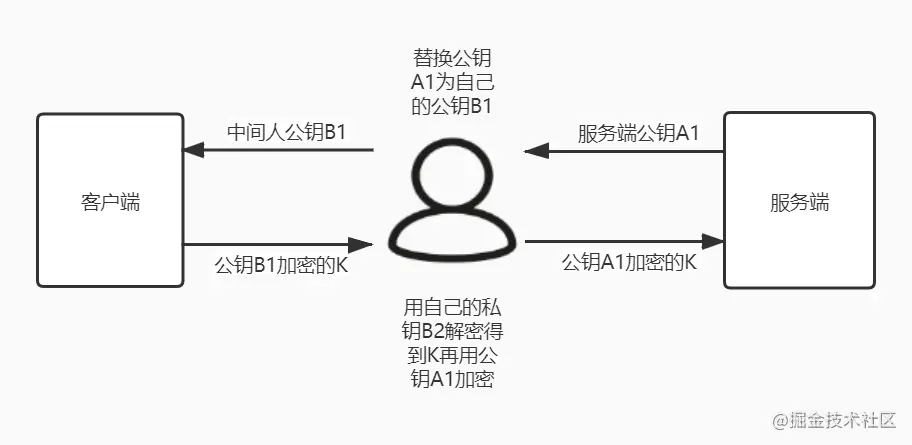 替换公钥
A1为自己
的公钥B1
中间人公钥B1
服务端公钥A1
客户端
服务端
公钥B1加密的K
公钥A1加密的K
用自己的私
钥B2解密得
到K再用公
钥A1加密
@掘金技术社区